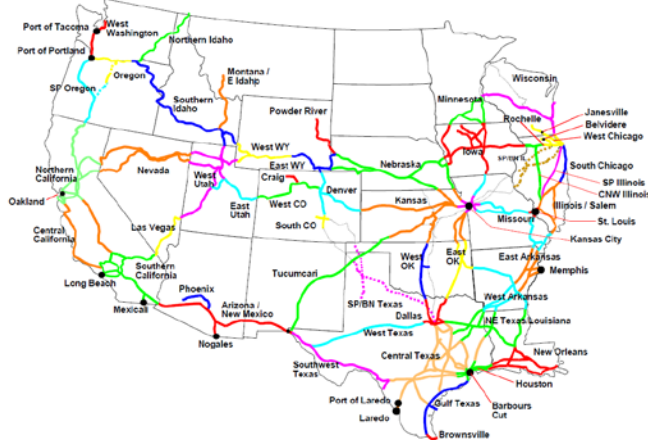 Port of Tacoma
West
Washington
Northern Idaho
Port of Portland
Oregon
SP Oregon
Montana /
E Idahp
Southern
Idaho
Powder River
Wisconsin
Minnesota
Janesville
Rochelle
Belvidere
West Chicago
Iowa
SP/BN IL
South Chicago
SP Illinois
CNW Illinois
Illinois / Salem
St. Louis
Kansas City
Missouri
Nebraska
Kansas
West WY
East WY
Craig
Denver
West CO
South CO
East
Utah
West
Utah
Nevada
Northern
California
Oakland
Central
California
Las Vegas
Southern
California
Long Beach
Mexicali
Phoenix
Arizona /
New Mexico
Nogales
Tucumcari
West
OK
East
OK
East Arkansas
Memphis
West Arkansas
SP/BN Texas
Dallas
NE Texas
Louisiana
West Texas
Central Texas
New Orleans
Southwest
Texas
Houston
Port of Laredo
Laredo
Gulf Texas
Barbours
Cut
Brownsville